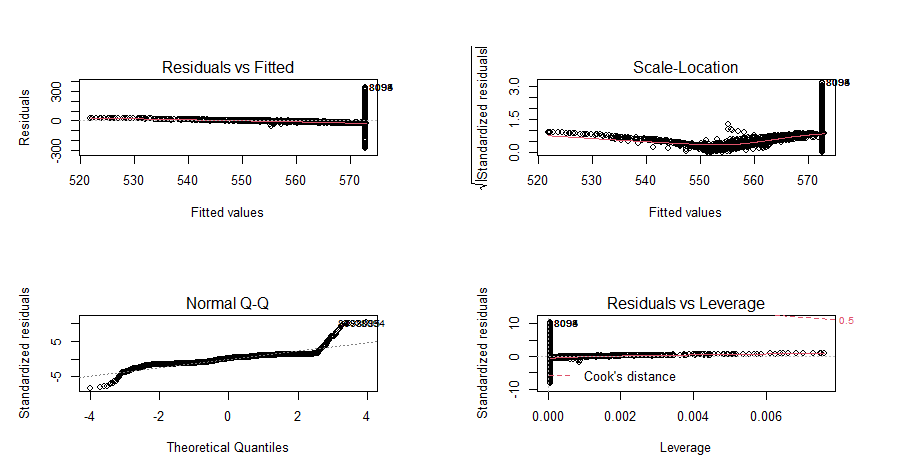 Residuals vs Fitted
Residuals
-300 0 300
8094
520 530 540 550 560 570
Fitted values
Scale-Location
√|Standardized residuals|
0.0 1.5 3.0
520 530 540 550 560 570
Fitted values
Normal Q-Q
Standardized residuals
-5 5
-4 -2 0 2 4
Theoretical Quantiles
Residuals vs Leverage
Standardized residuals
-10 0 10
0.5
Cook's distance
0.000 0.002 0.004 0.006
Leverage